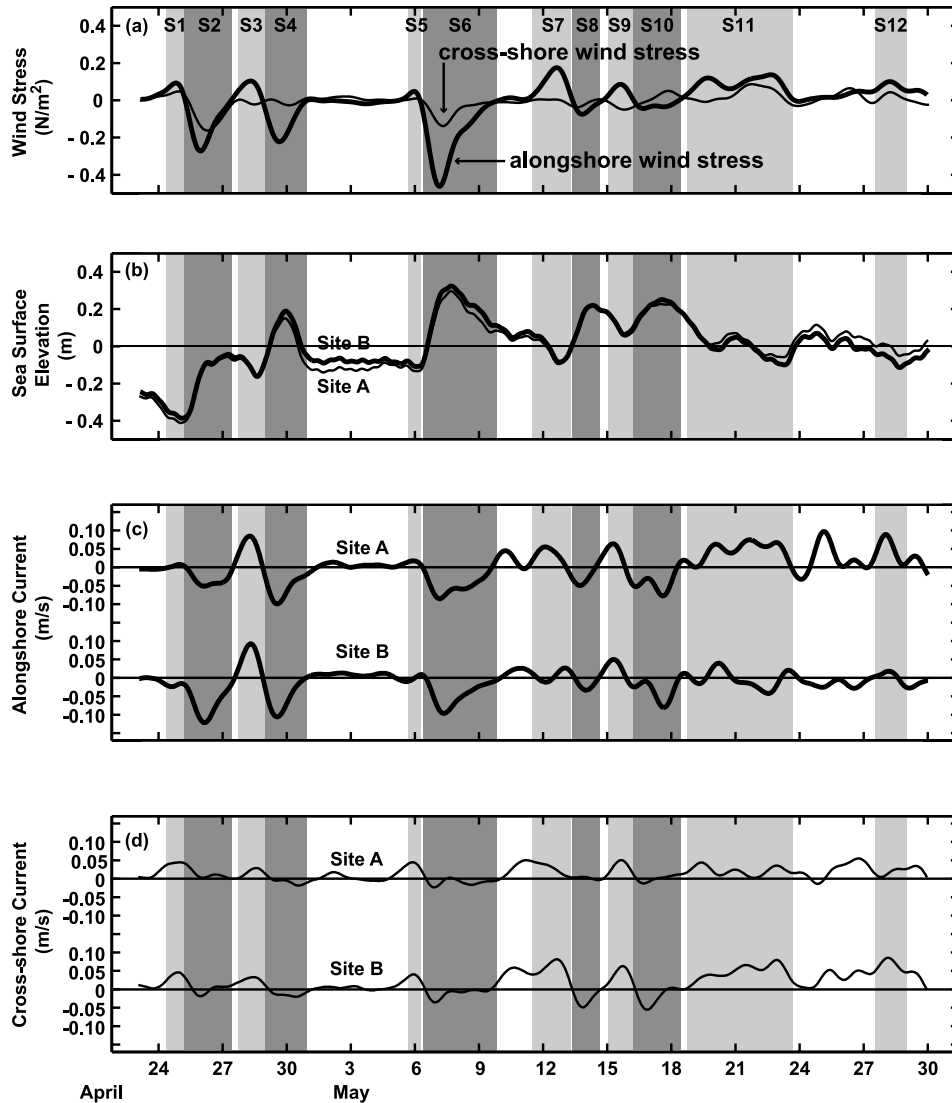 (a) S1 S2 S3 S4 S5 S6 S7 S8 S9 S10 S11 S12
Wind Stress
(N/m2)
0.4
0.2
0
- 0.2
- 0.4
cross-shore wind stress
alongshore wind stress
(b)
Sea Surface
Elevation
(m)
0.4
0.2
0
- 0.2
- 0.4
Site B
Site A
(c)
Alongshore Current
(m/s)
0.10
0.05
0
-0.05
-0.10
Site A
0.10
0.05
0
-0.05
-0.10
Site B
(d)
Cross-shore Current
(m/s)
0.10
0.05
0
-0.05
-0.10
Site A
0.10
0.05
0
-0.05
-0.10
Site B
24 27 30 3 6 9 12 15 18 21 24 27 30
April May